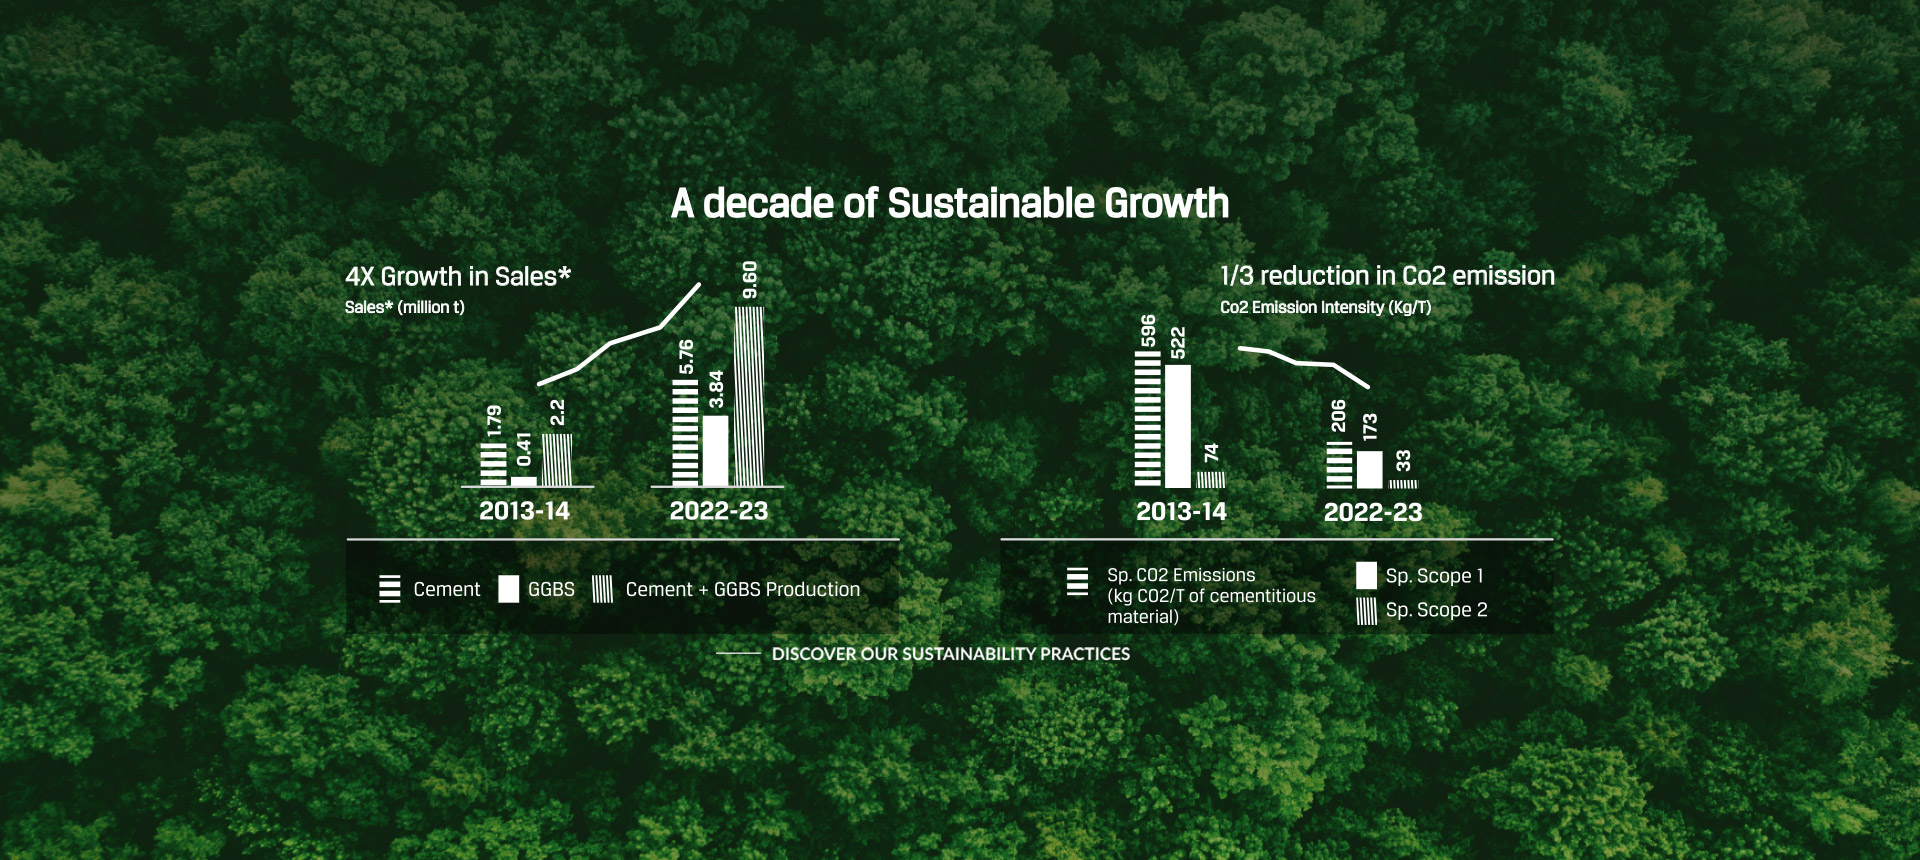 A decade of Sustainable Growth
4X Growth in Sales*
Sales* (million t)
1.79
0.41
2.2
5.76
3.84
9.60
2013-14
2022-23
Cement
GGBS
Cement + GGBS Production
1/3 reduction in Co2 emission
Co2 Emission Intensity (Kg/T)
596
522
74
206
173
33
2013-14
2022-23
Sp. CO2 Emissions
(kg CO2/T of cementitious
material)
Sp. Scope 1
Sp. Scope 2
DISCOVER OUR SUSTAINABILITY PRACTICES